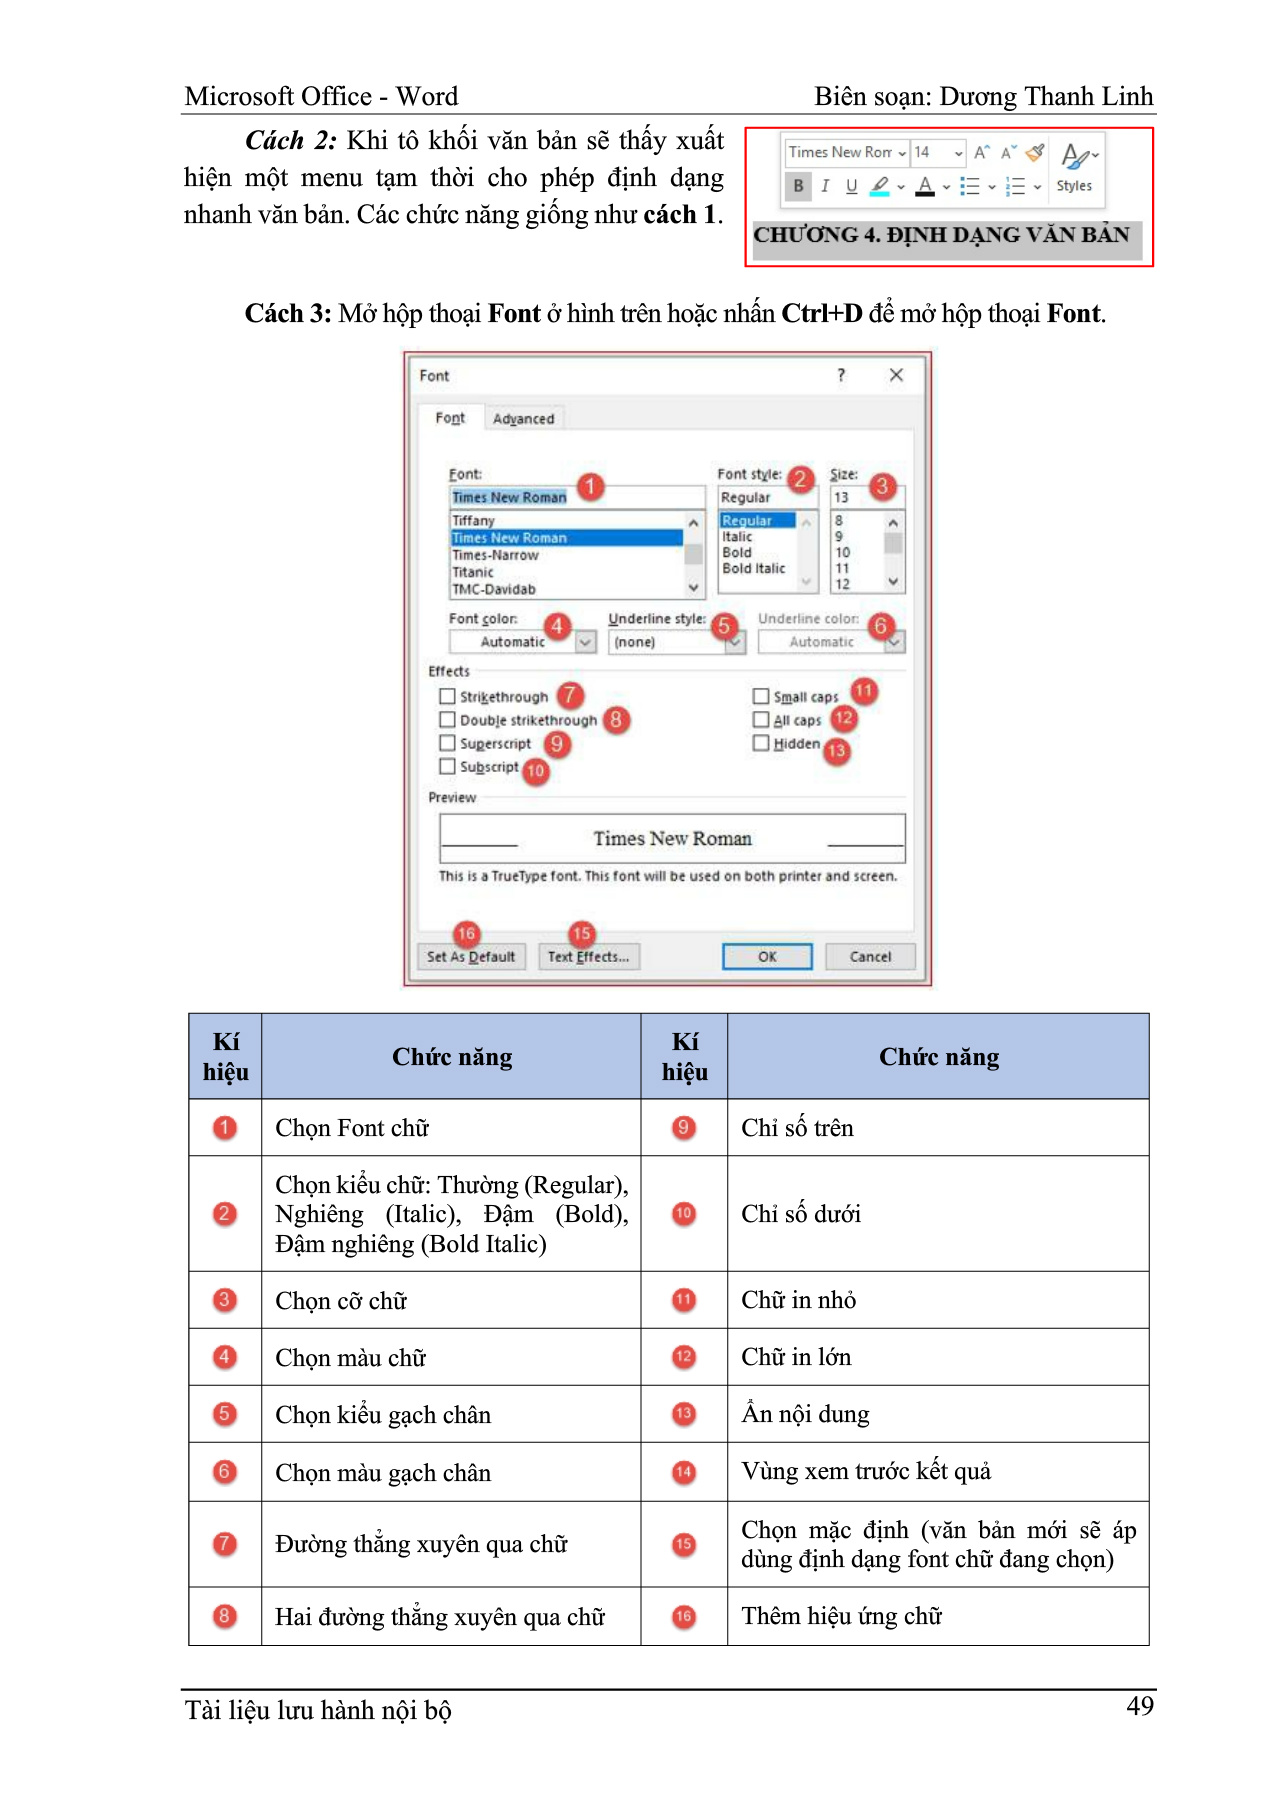 Microsoft Office - Word Biên soạn: Dương Thanh Linh
Cách 2: Khi tô khối văn bản sẽ thấy xuất
hiện một menu tạm thời cho phép định dạng
nhanh văn bản. Các chức năng giống như cách 1.
Times New Ror 14 A A
B I U A Styles
CHƯƠNG 4. ĐỊNH DẠNG VĂN BẢN
Cách 3: Mở hộp thoại Font ở hình trên hoặc nhấn Ctrl+D để mở hộp thoại Font.
Font ? ×
Font Advanced
Font: 1 Font style: 2 Size: 3
Times New Roman Regular 13
Tiffany Regular 8
Times New Roman Italic 9
Times-Narrow Bold 10
Titanic Bold Italic 11
TMC-Davidab 12
Font color: 4 Underline style: 5 Underline color: 6
Automatic (none) Automatic
Effects
Strikethrough 7 Small caps 11
Double strikethrough 8 All caps 12
Superscript 9 Hidden 13
Subscript 10
Preview
Times New Roman
This is a TrueType font. This font will be used on both printer and screen.
16 15
Set As Default Text Effects... OK Cancel
Kí hiệu Chức năng Kí hiệu Chức năng
1 Chọn Font chữ 9 Chỉ số trên
2 Chọn kiểu chữ: Thường (Regular),
Nghiêng (Italic), Đậm (Bold),
Đậm nghiêng (Bold Italic)
10 Chỉ số dưới
3 Chọn cỡ chữ 11 Chữ in nhỏ
4 Chọn màu chữ 12 Chữ in lớn
5 Chọn kiểu gạch chân 13 Ẩn nội dung
6 Chọn màu gạch chân 14 Vùng xem trước kết quả
7 Đường thẳng xuyên qua chữ 15 Chọn mặc định (văn bản mới sẽ áp
dùng định dạng font chữ đang chọn)
8 Hai đường thẳng xuyên qua chữ 16 Thêm hiệu ứng chữ
Tài liệu lưu hành nội bộ 49